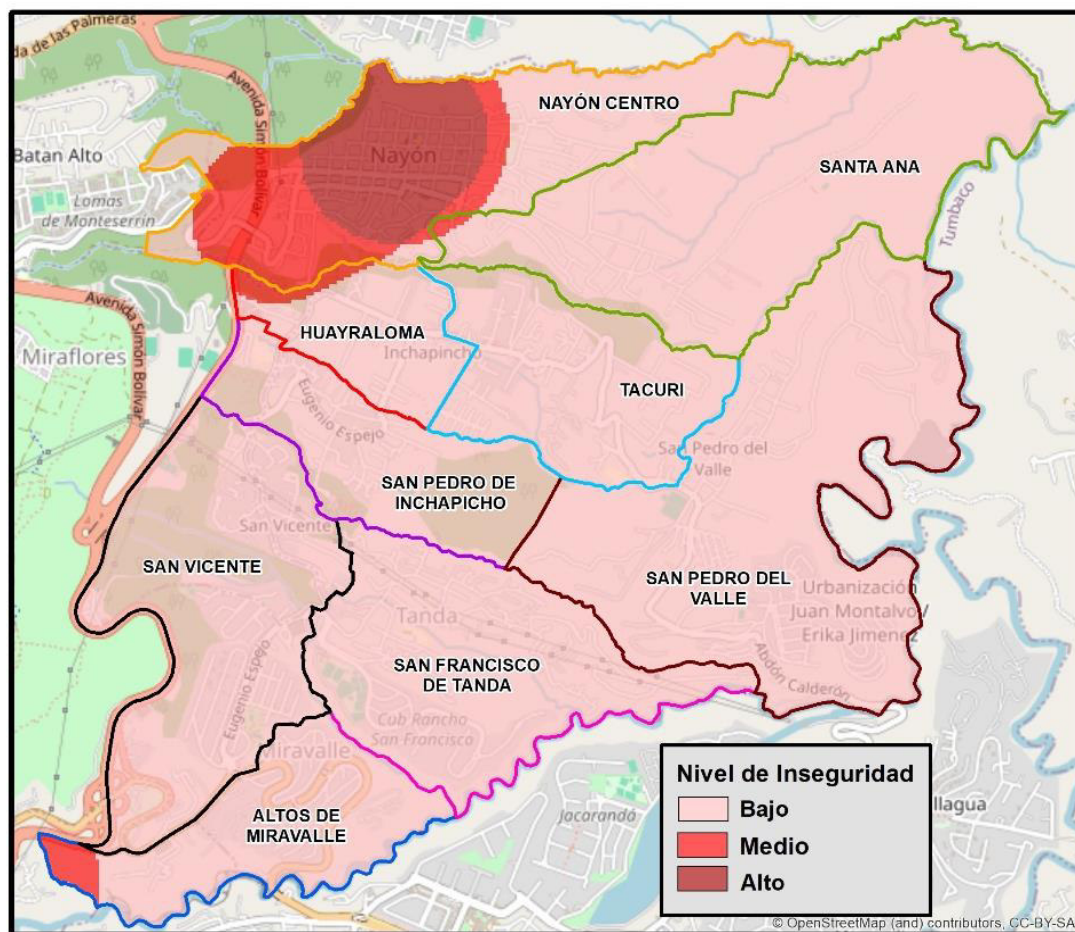 da de las Palmeras
Avenida Simón Bolívar
Batan Alto
Lomas
de Monteserrín
Nayón
NAYÓN CENTRO
SANTA ANA
Tumbaco
Avenida Simón Bolívar
Miraflores
HUAYRALOMA
Inchapincho
Eugenio Espejo
TACURI
San Pedro del
Valle
SAN PEDRO DE
INCHAPICHO
San Vicente
SAN VICENTE
SAN PEDRO DEL
VALLE
Urbanización
Juan Montalvo /
Erika Jimenez
Tanda
Abdón Calderón
SAN FRANCISCO
DE TANDA
Eugenio Espejo
Cub Rancho
San Francisco
Miravalle
ALTOS DE
MIRAVALLE
Jacarandá
llagua
Nivel de Inseguridad
Bajo
Medio
Alto
© OpenStreetMap (and) contributors, CC-BY-SA